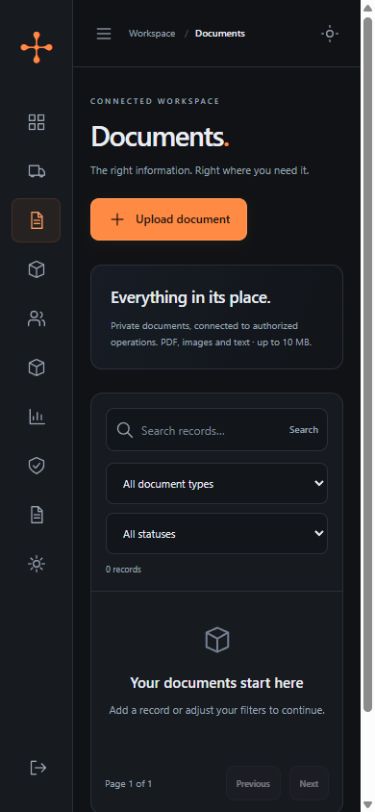 Workspace / Documents
CONNECTED WORKSPACE
Documents.
The right information. Right where you need it.
Upload document
Everything in its place.
Private documents, connected to authorized
operations. PDF, images and text · up to 10 MB.
Search records... Search
All document types
All statuses
0 records
Your documents start here
Add a record or adjust your filters to continue.
Page 1 of 1 Previous Next